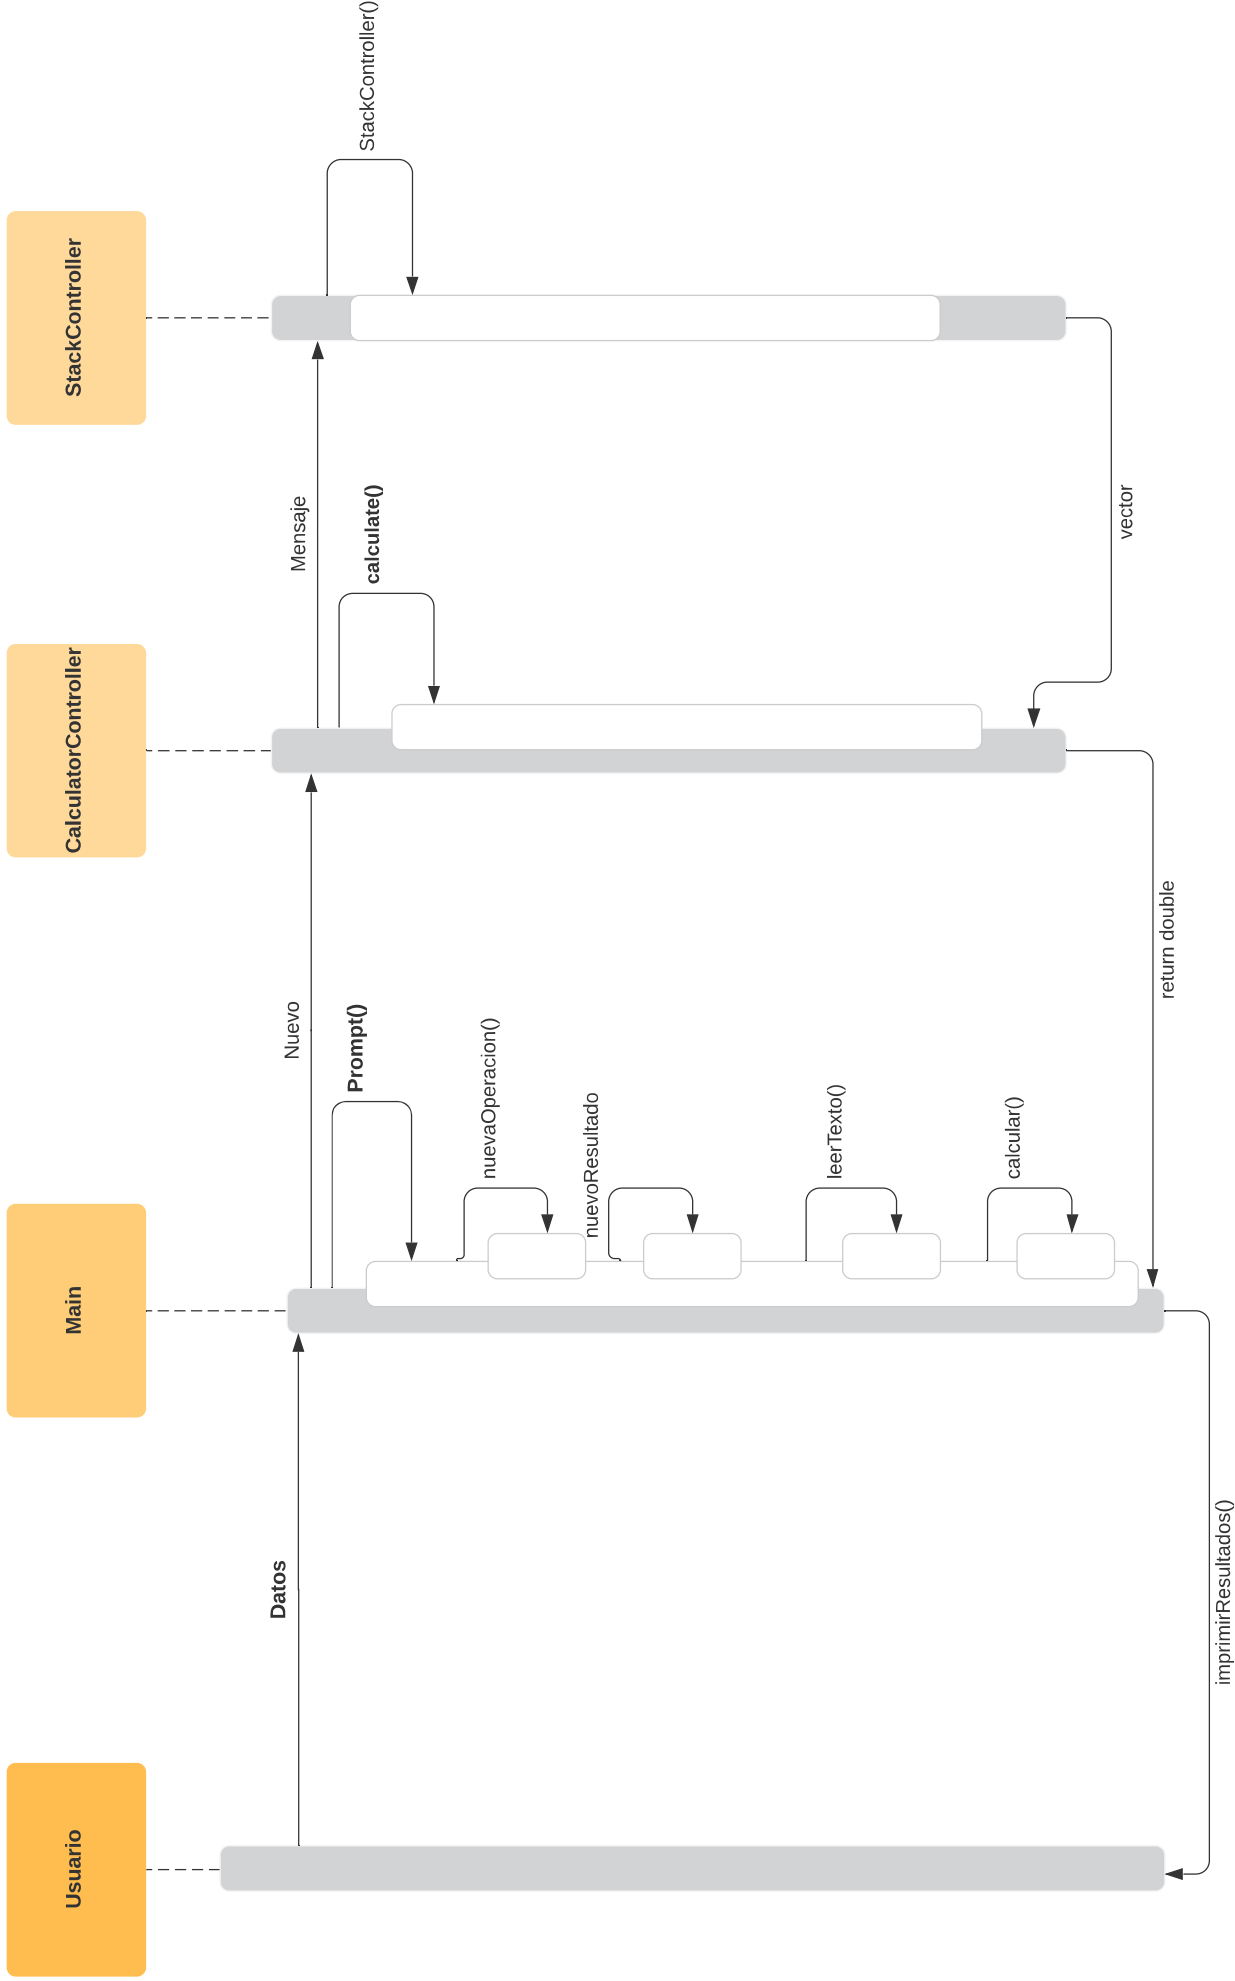 Usuario
Main
CalculatorController
StackController
Datos
Nuevo
Mensaje
StackController()
calculate()
Prompt()
nuevaOperacion()
nuevoResultado
leerTexto()
calcular()
vector
return double
imprimirResultados()